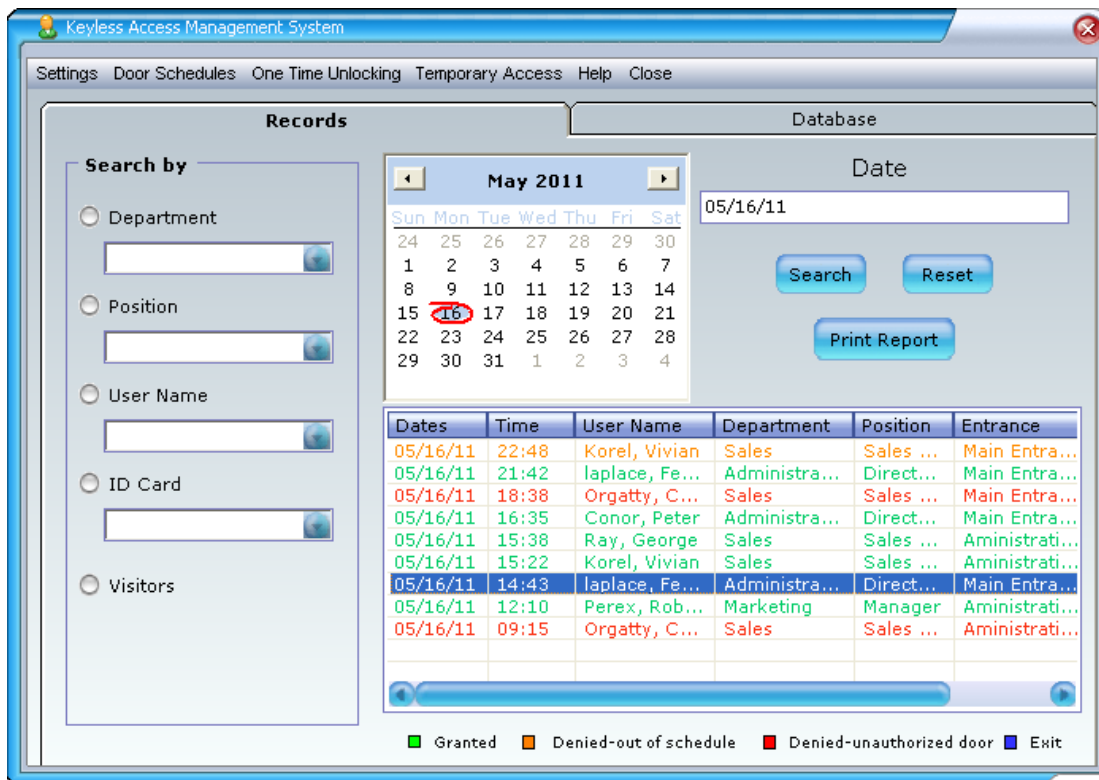 Keyless Access Management System
Settings Door Schedules One Time Unlocking Temporary Access Help Close
Records
Database
Search by
Department
Position
User Name
ID Card
Visitors
May 2011
Sun Mon Tue Wed Thu Fri Sat
24 25 26 27 28 29 30
1 2 3 4 5 6 7
8 9 10 11 12 13 14
15 16 17 18 19 20 21
22 23 24 25 26 27 28
29 30 31 1 2 3 4
Date
05/16/11
Search Reset
Print Report
Dates Time User Name Department Position Entrance
05/16/11 22:48 Korel, Vivian Sales Sales ... Main Entra...
05/16/11 21:42 laplace, Fe... Administra... Direct... Main Entra...
05/16/11 18:38 Orgatty, C... Sales Sales ... Main Entra...
05/16/11 16:35 Conor, Peter Administra... Direct... Main Entra...
05/16/11 15:38 Ray, George Sales Sales ... Aministrati...
05/16/11 15:22 Korel, Vivian Sales Sales ... Aministrati...
05/16/11 14:43 laplace, Fe... Administra... Direct... Main Entra...
05/16/11 12:10 Perex, Rob... Marketing Manager Aministrati...
05/16/11 09:15 Orgatty, C... Sales Sales ... Aministrati...
Granted Denied-out of schedule Denied-unauthorized door Exit